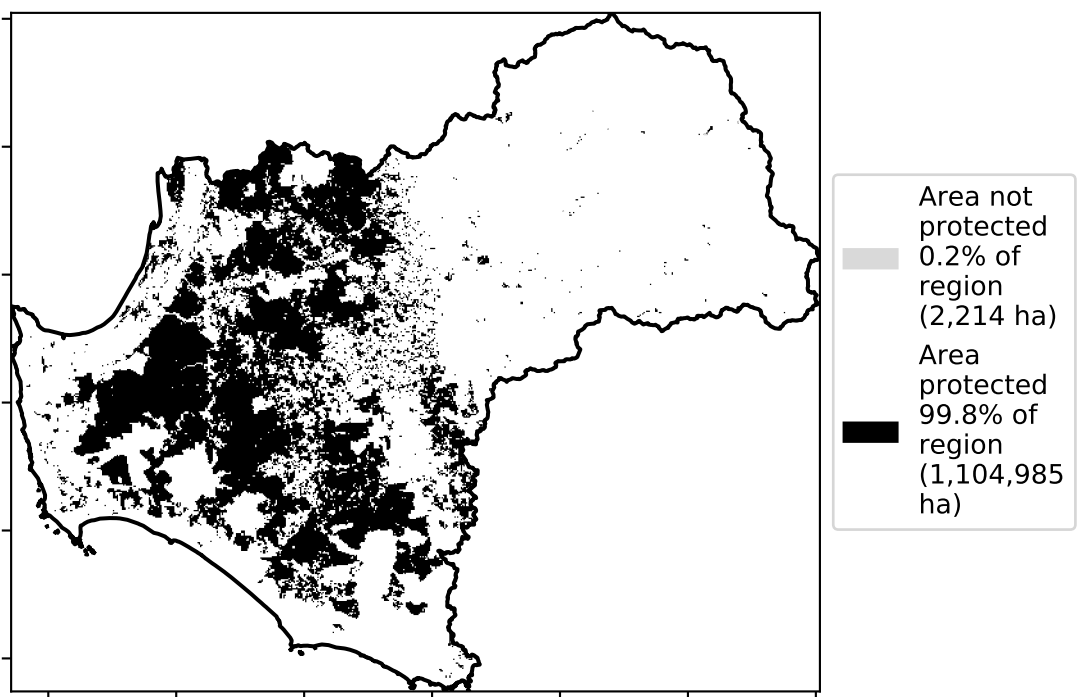 Area not
protected
0.2% of
region
(2,214 ha)
Area
protected
99.8% of
region
(1,104,985
ha)